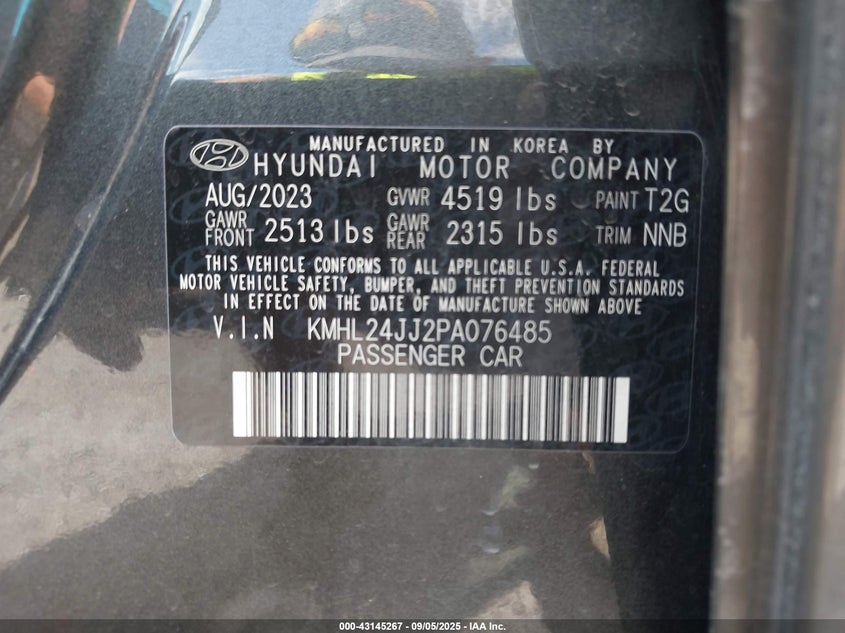 MANUFACTURED IN KOREA BY
HYUNDAI MOTOR COMPANY
AUG/2023 GVWR 4519 lbs PAINT T2G
GAWR FRONT 2513 lbs GAWR REAR 2315 lbs TRIM NNB
THIS VEHICLE CONFORMS TO ALL APPLICABLE U.S.A. FEDERAL
MOTOR VEHICLE SAFETY, BUMPER, AND THEFT PREVENTION STANDARDS
IN EFFECT ON THE DATE OF MANUFACTURE SHOWN ABOVE
V.I.N KMHL24JJ2PA076485
PASSENGER CAR
000-43145267 - 09/05/2025 - IAA Inc.